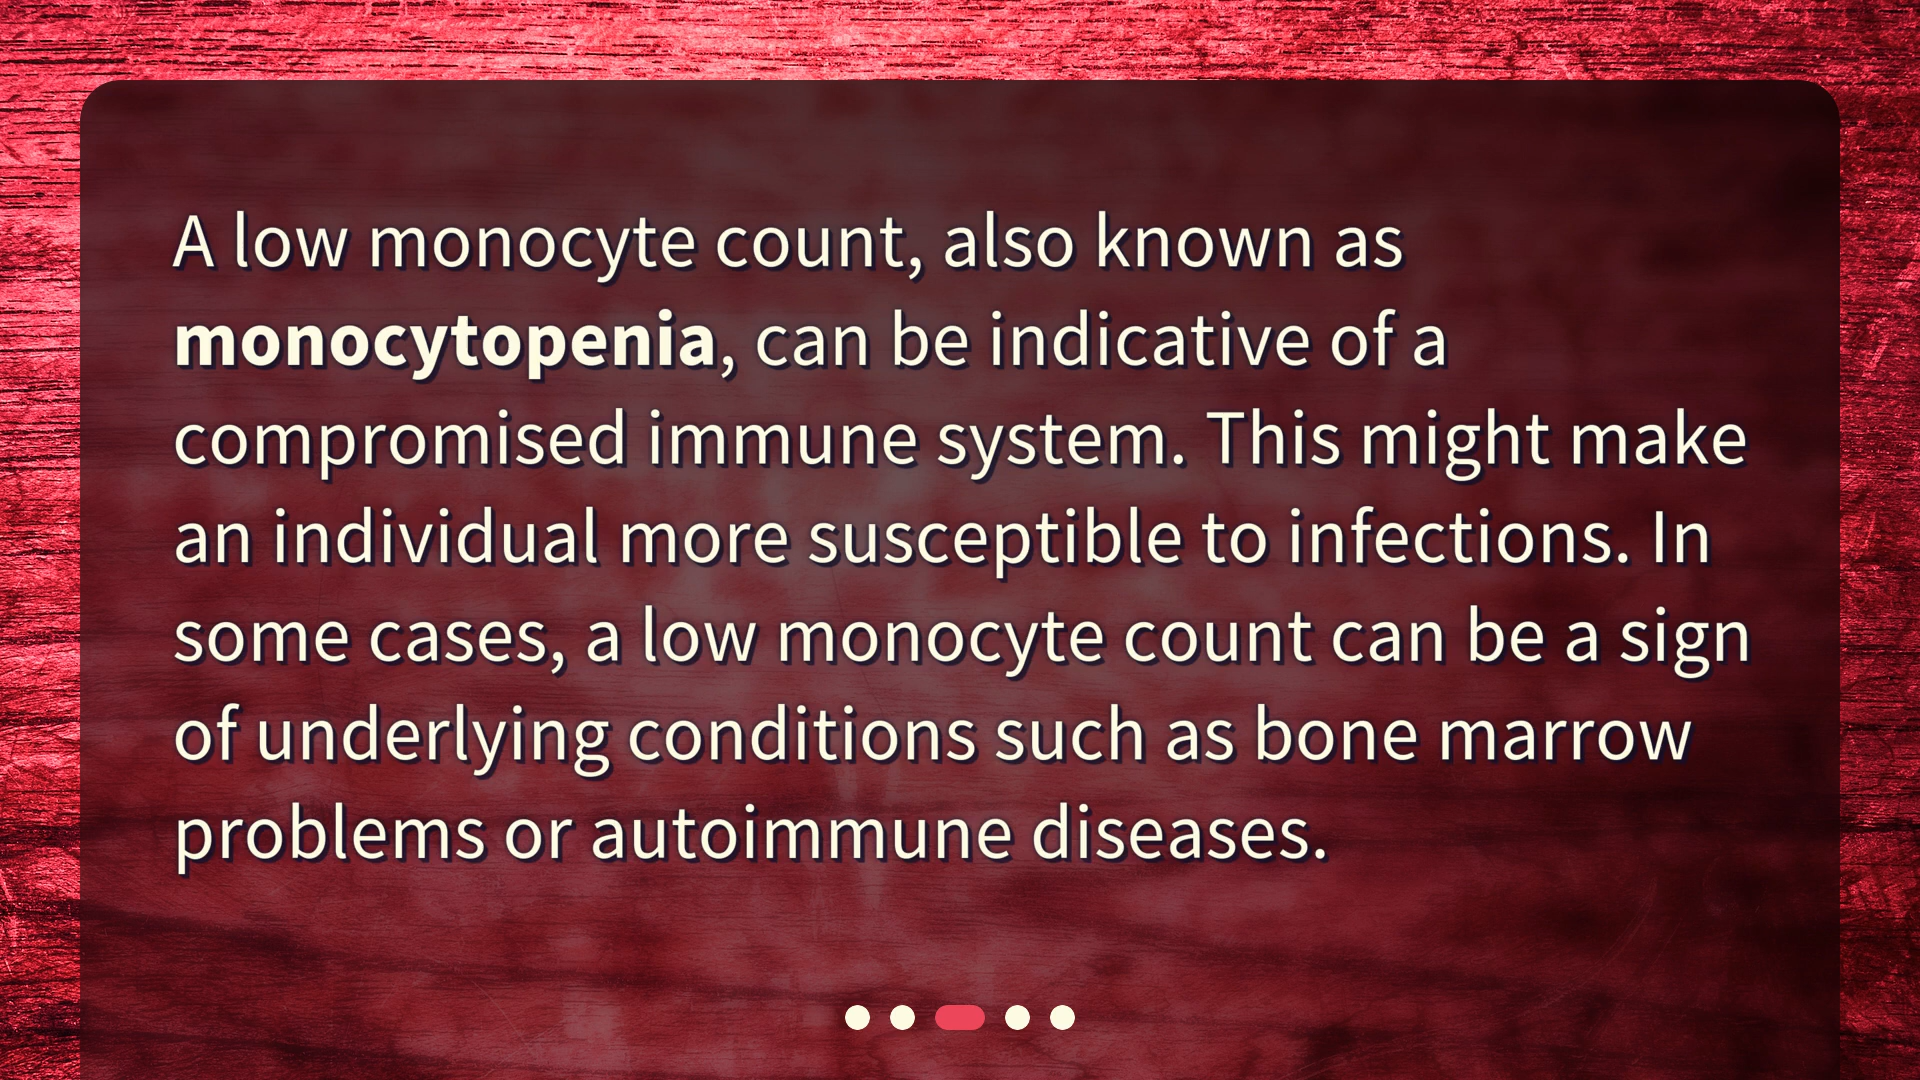 A low monocyte count, also known as
monocytopenia, can be indicative of a
compromised immune system. This might make
an individual more susceptible to infections. In
some cases, a low monocyte count can be a sign
of underlying conditions such as bone marrow
problems or autoimmune diseases.